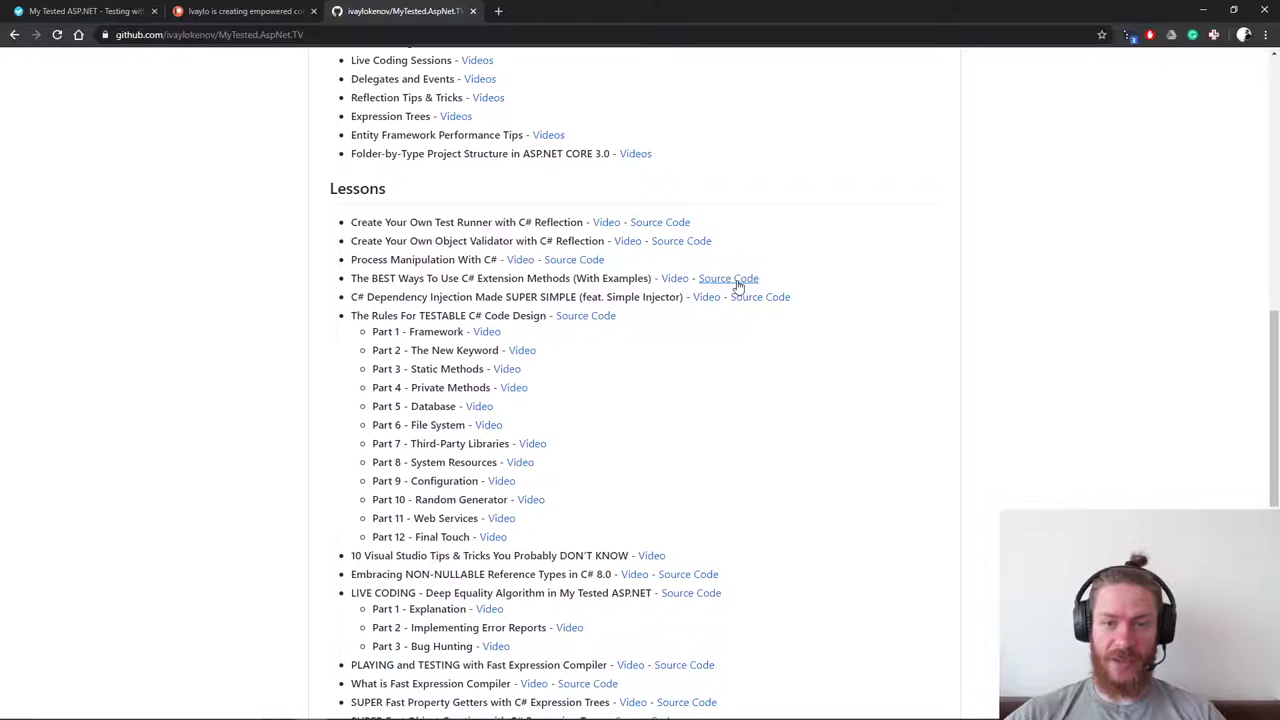 My Tested ASP.NET - Testing with
Ivaylo is creating empowered co
ivaylokenov/MyTested.AspNet.TV
github.com/ivaylokenov/MyTested.AspNet.TV
Live Coding Sessions - Videos
Delegates and Events - Videos
Reflection Tips & Tricks - Videos
Expression Trees - Videos
Entity Framework Performance Tips - Videos
Folder-by-Type Project Structure in ASP.NET CORE 3.0 - Videos
Lessons
Create Your Own Test Runner with C# Reflection - Video - Source Code
Create Your Own Object Validator with C# Reflection - Video - Source Code
Process Manipulation With C# - Video - Source Code
The BEST Ways To Use C# Extension Methods (With Examples) - Video - Source Code
C# Dependency Injection Made SUPER SIMPLE (feat. Simple Injector) - Video - Source Code
The Rules For TESTABLE C# Code Design - Source Code
Part 1 - Framework - Video
Part 2 - The New Keyword - Video
Part 3 - Static Methods - Video
Part 4 - Private Methods - Video
Part 5 - Database - Video
Part 6 - File System - Video
Part 7 - Third-Party Libraries - Video
Part 8 - System Resources - Video
Part 9 - Configuration - Video
Part 10 - Random Generator - Video
Part 11 - Web Services - Video
Part 12 - Final Touch - Video
10 Visual Studio Tips & Tricks You Probably DON'T KNOW - Video
Embracing NON-NULLABLE Reference Types in C# 8.0 - Video - Source Code
LIVE CODING - Deep Equality Algorithm in My Tested ASP.NET - Source Code
Part 1 - Explanation - Video
Part 2 - Implementing Error Reports - Video
Part 3 - Bug Hunting - Video
PLAYING and TESTING with Fast Expression Compiler - Video - Source Code
What is Fast Expression Compiler - Video - Source Code
SUPER Fast Property Getters with C# Expression Trees - Video - Source Code